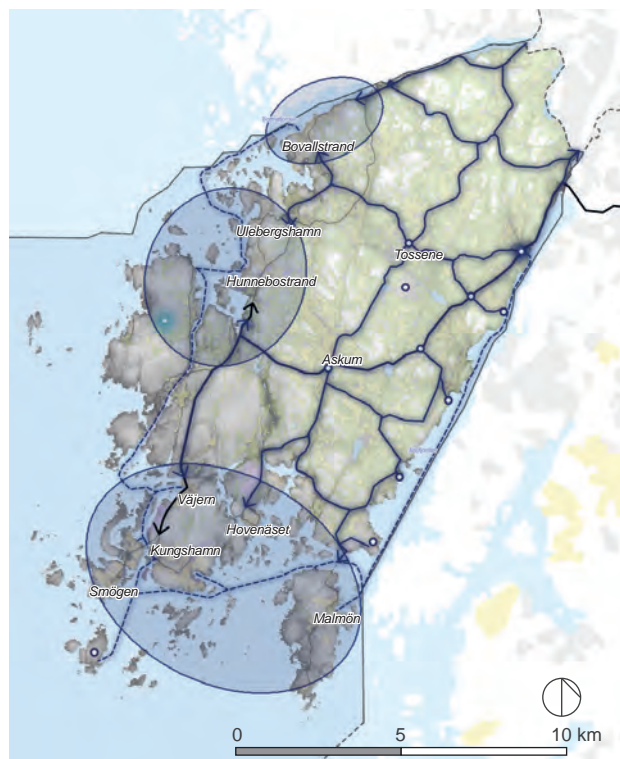 Bovallstrand
Ulebergshamn
Tossene
Hunnebostrand
Askum
Väjern
Hovenäset
Kungshamn
Smögen
Malmön
0 5 10 km